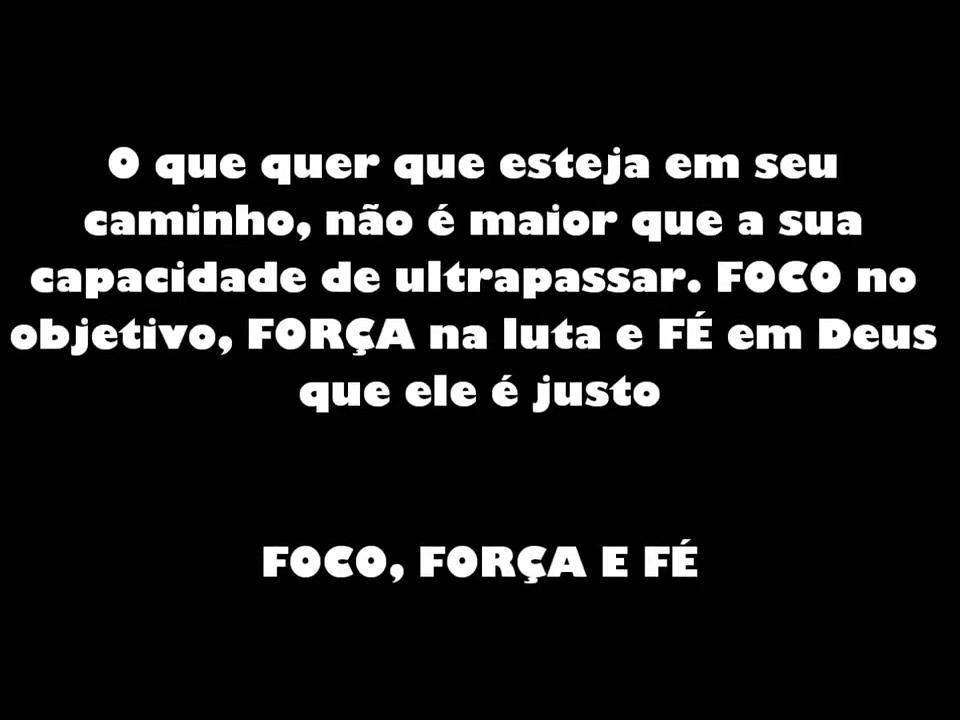 O que quer que esteja em seu
caminho, não é maior que a sua
capacidade de ultrapassar. FOCO no
objetivo, FORÇA na luta e FÉ em Deus
que ele é justo
FOCO, FORÇA E FÉ